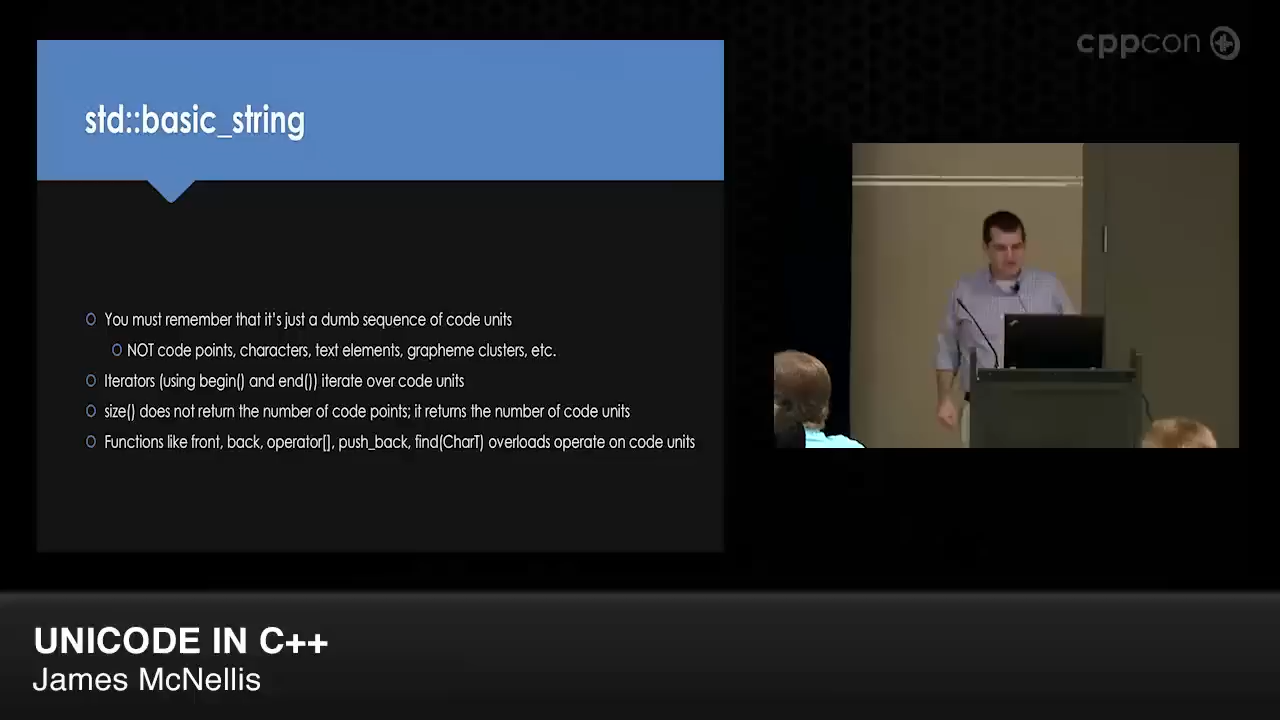 cppcon
std::basic_string
You must remember that it's just a dumb sequence of code units
NOT code points, characters, text elements, grapheme clusters, etc.
Iterators (using begin() and end()) iterate over code units
size() does not return the number of code points; it returns the number of code units
Functions like front, back, operator[], push_back, find(CharT) overloads operate on code units
UNICODE IN C++
James McNellis